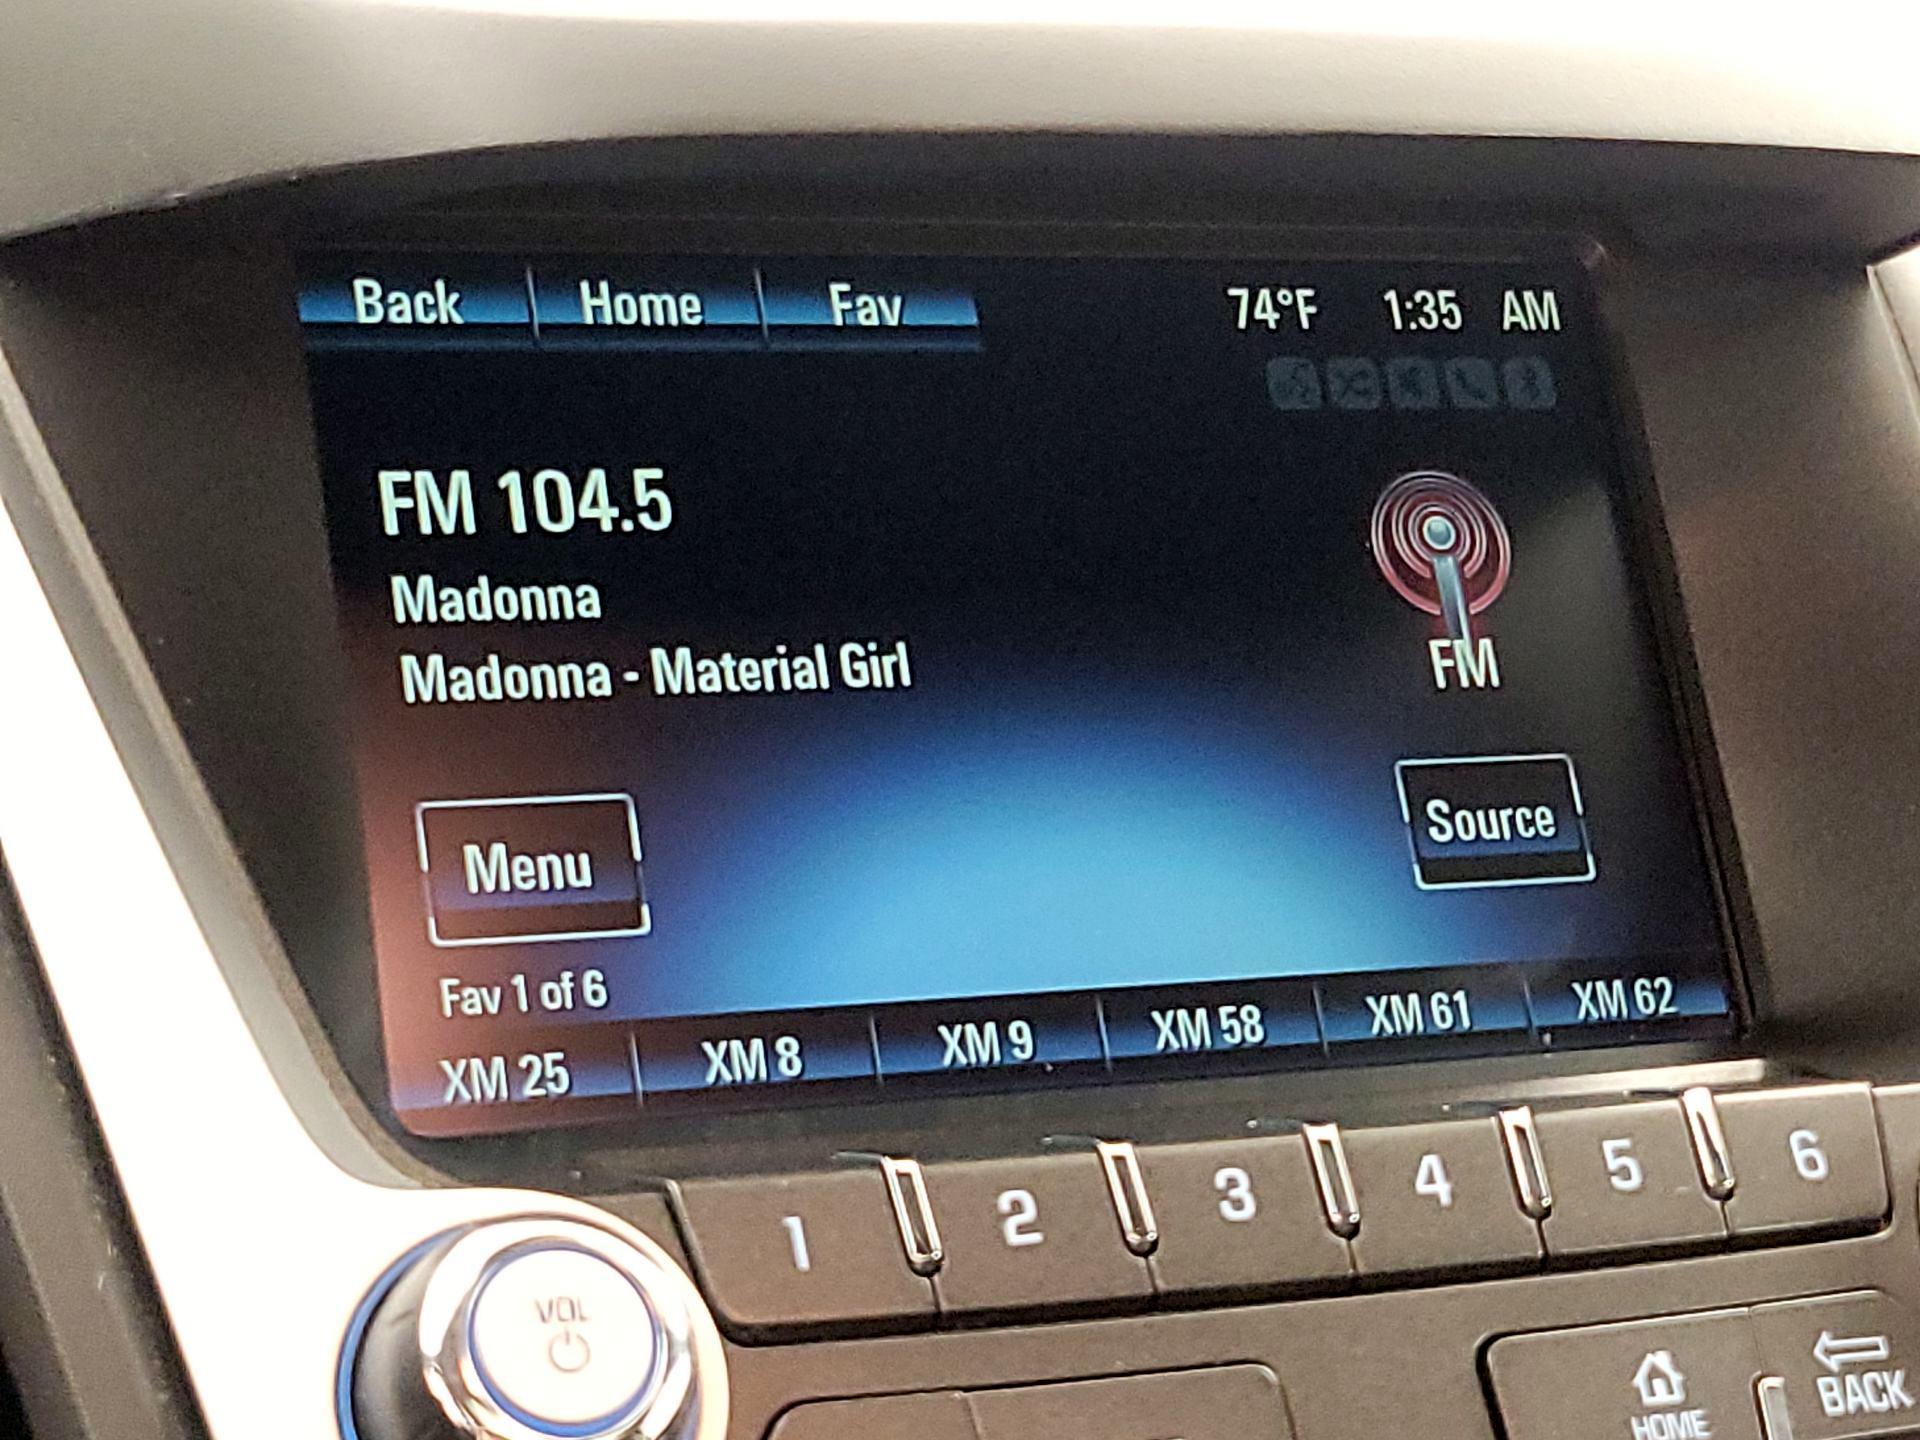 Back Home Fav 74°F 1:35 AM
FM 104.5
Madonna
Madonna - Material Girl
FM
Menu
Source
Fav 1 of 6
XM 25 XM 8 XM 9 XM 58 XM 61 XM 62
1 2 3 4 5 6
VOL
HOME
BACK